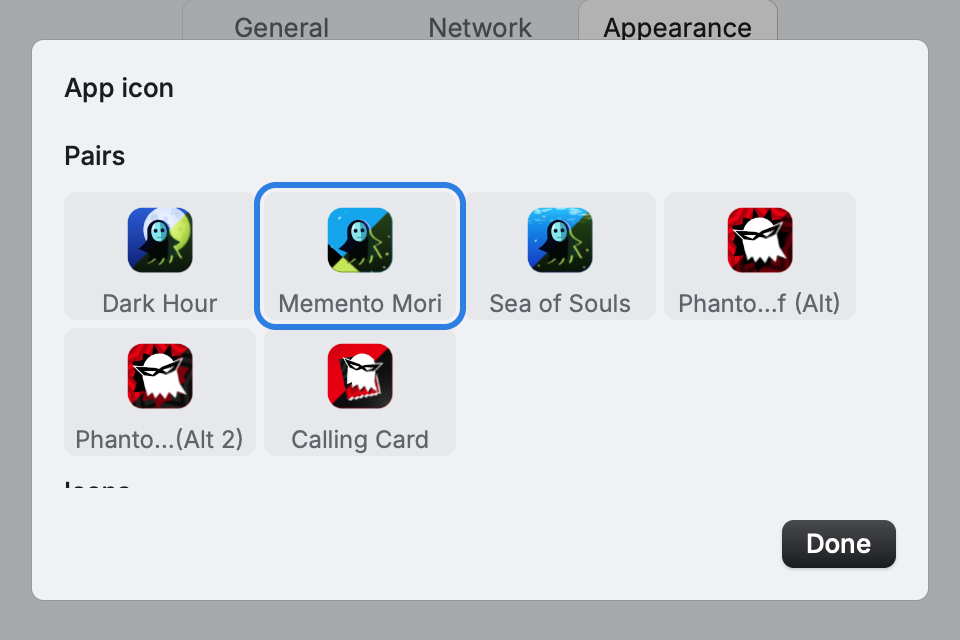 General Network Appearance
App icon
Pairs
Dark Hour Memento Mori Sea of Souls Phanto...f (Alt)
Phanto...(Alt 2) Calling Card
Icons
Done